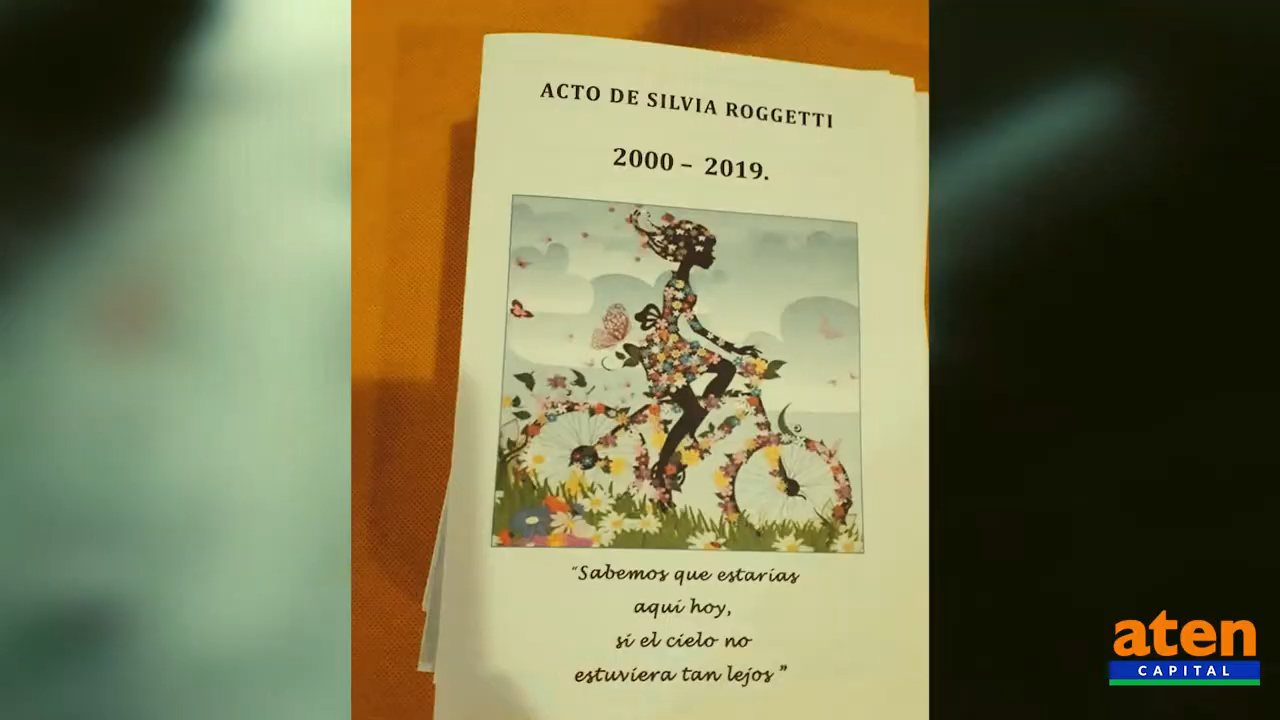 ACTO DE SILVIA ROGGETTI
2000 – 2019.
"Sabemos que estarías
aquí hoy,
si el cielo no
estuviera tan lejos"
aten
CAPITAL